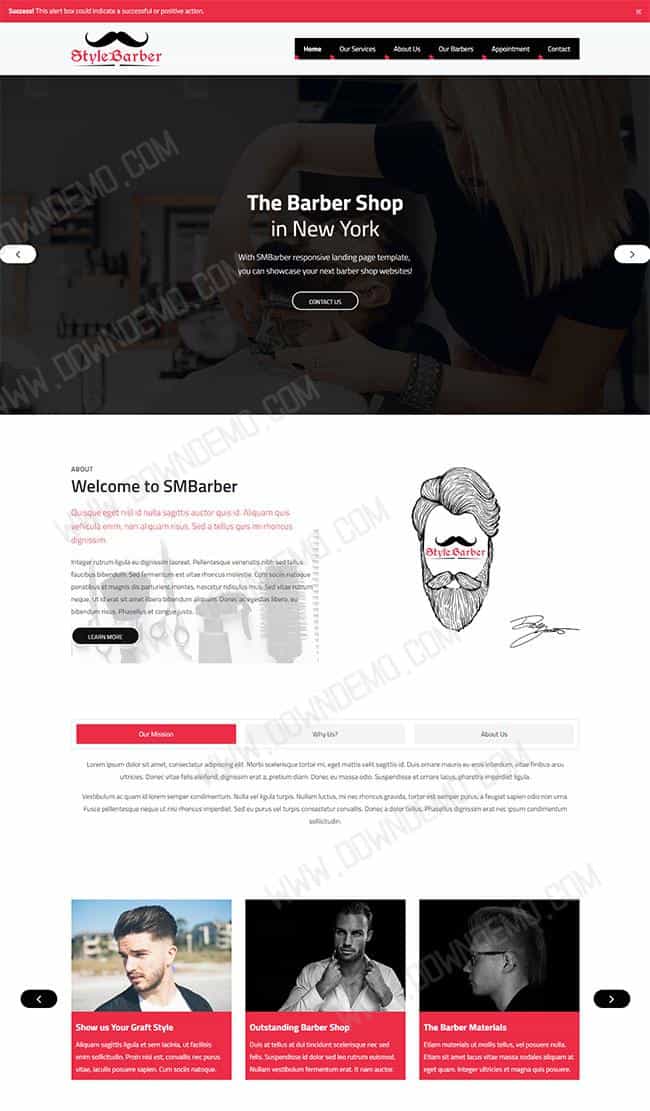 Success! This alert box could indicate a successful or positive action.
×
StyleBarber
Home Our Services About Us Our Barbers Appointment Contact
The Barber Shop
in New York
With SMBarber responsive landing page template,
you can showcase your next barber shop websites!
CONTACT US
ABOUT
Welcome to SMBarber
Quisque eget nisl id nulla sagittis auctor quis id. Aliquam quis
vehicula enim, non aliquam risus. Sed a tellus quis mi rhoncus
dignissim.
Integer rutrum ligula eu dignissim laoreet. Pellentesque venenatis nibh sed tellus
faucibus bibendum. Sed fermentum est vitae rhoncus molestie. Cum sociis natoque
penatibus et magnis dis parturient montes, nascetur ridiculus mus. Sed vitae rutrum
neque. Ut id erat sit amet libero bibendum aliquam. Donec ac egestas libero, eu
bibendum risus. Phasellus et congue justo.
LEARN MORE
StyleBarber
Our Mission Why Us? About Us
Lorem ipsum dolor sit amet, consectetur adipiscing elit. Morbi scelerisque tortor mi, eget mattis velit sagittis id. Duis ornare mauris eu eros interdum, vitae finibus arcu
ultricies. Donec vitae felis eleifend, dignissim erat a, pretium diam. Donec eu massa odio. Suspendisse et ornare lacus, pharetra imperdiet ligula.
Vestibulum ac quam id lorem semper condimentum. Nulla vel ligula turpis. Nullam luctus, mi nec rhoncus gravida, tortor est semper purus, a feugiat sapien odio non urna.
Fusce pellentesque neque ut nisi rhoncus imperdiet. Sed eu purus vel turpis consectetur convallis. Donec a dolor tellus. Phasellus dignissim erat nec ipsum condimentum
sollicitudin.
Show us Your Graft Style
Aliquam sagittis ligula et sem lacinia, ut facilisis
enim sollicitudin. Proin nisi est, convallis nec purus
vitae, iaculis posuere sapien. Cum sociis natoque.
Outstanding Barber Shop
Duis at tellus at dui tincidunt scelerisque nec sed
felis. Suspendisse id dolor sed leo rutrum euismod.
Nullam vestibulum fermentum erat. It nam auctor.
The Barber Materials
Etiam materials ut mollis tellus, vel posuere nulla.
Etiam sit amet lacus vitae massa sodales aliquam at
eget quam. Integer ultricies et magna quis posuere.
WWW.DOWNDEMO.COM